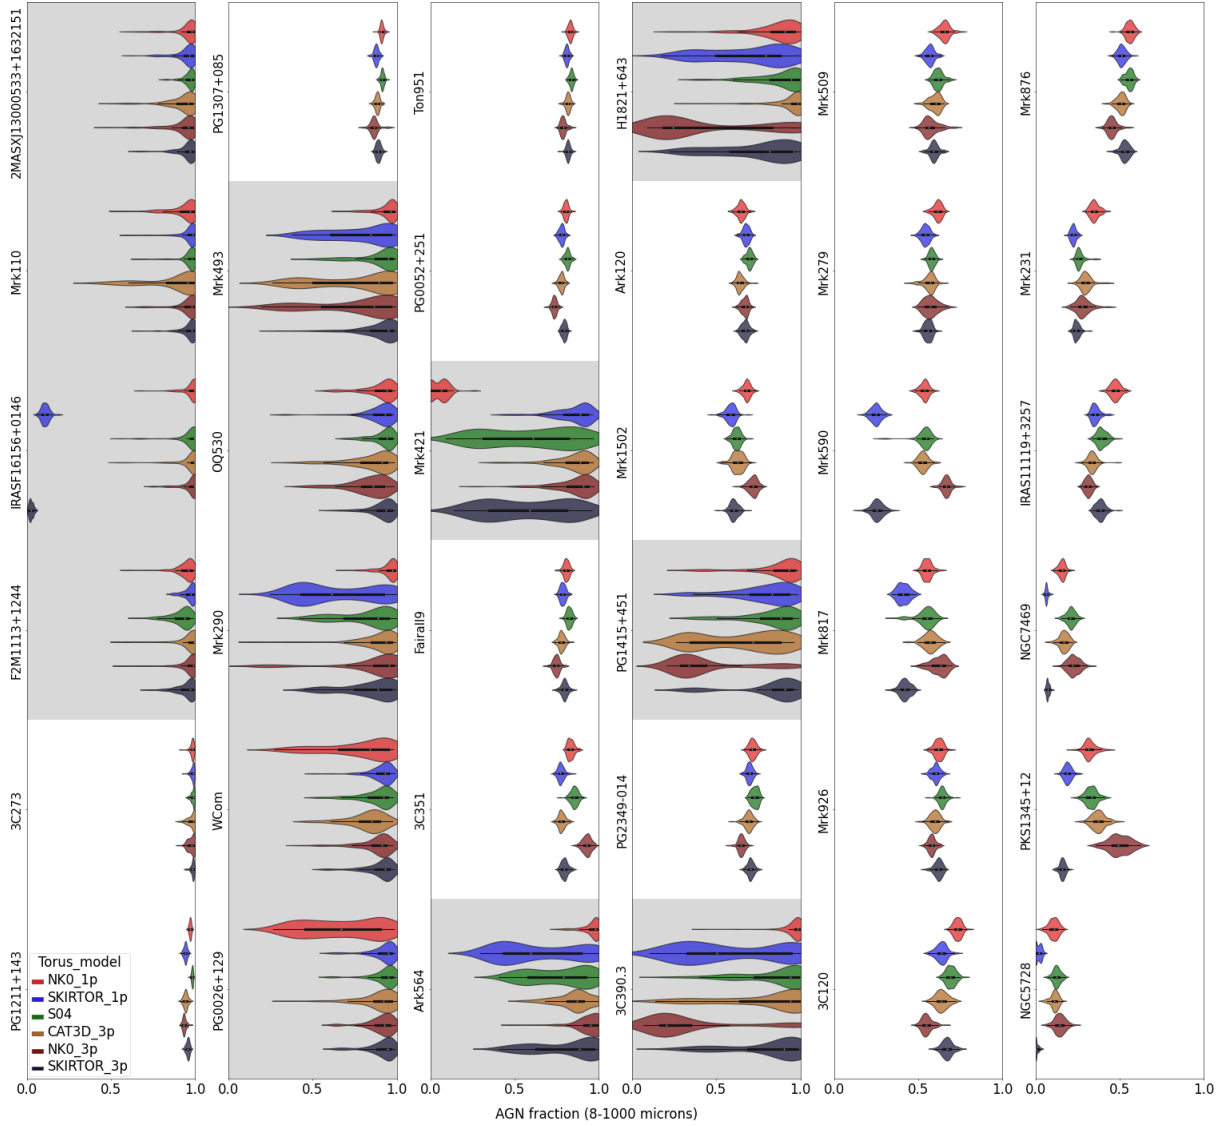 2MASXJ13000533+1632151
Mrk110
IRASF16156+0146
F2M1113+1244
3C273
PG1211+143
PG1307+085
Mrk493
OQ530
Mrk290
WCom
PG0026+129
Ton951
PG0052+251
Mrk421
Fairall9
3C351
Ark564
H1821+643
Ark120
Mrk1502
PG1415+451
PG2349-014
3C390.3
Mrk509
Mrk279
Mrk590
Mrk817
Mrk926
3C120
Mrk876
Mrk231
IRAS11119+3257
NGC7469
PKS1345+12
NGC5728
Torus_model
NK0_1p
SKIRTOR_1p
S04
CAT3D_3p
NK0_3p
SKIRTOR_3p
0.0 0.5 1.0 0.0 0.5 1.0 0.0 0.5 1.0 0.0 0.5 1.0 0.0 0.5 1.0 0.0 0.5 1.0
AGN fraction (8-1000 microns)